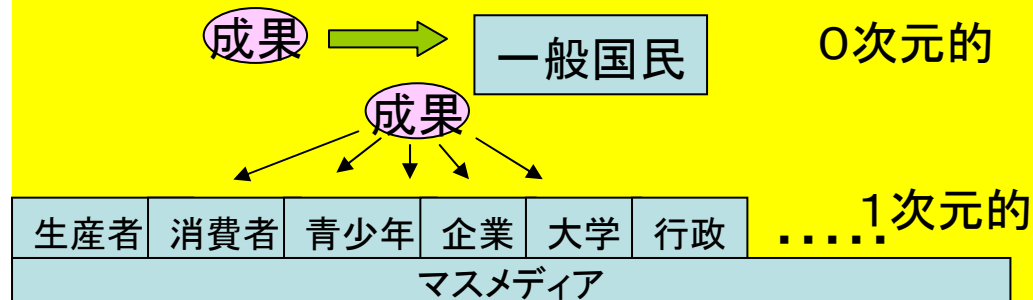 成果 一般国民 0次元的
成果
生産者 消費者 青少年 企業 大学 行政 ・・・・・1次元的
マスメディア